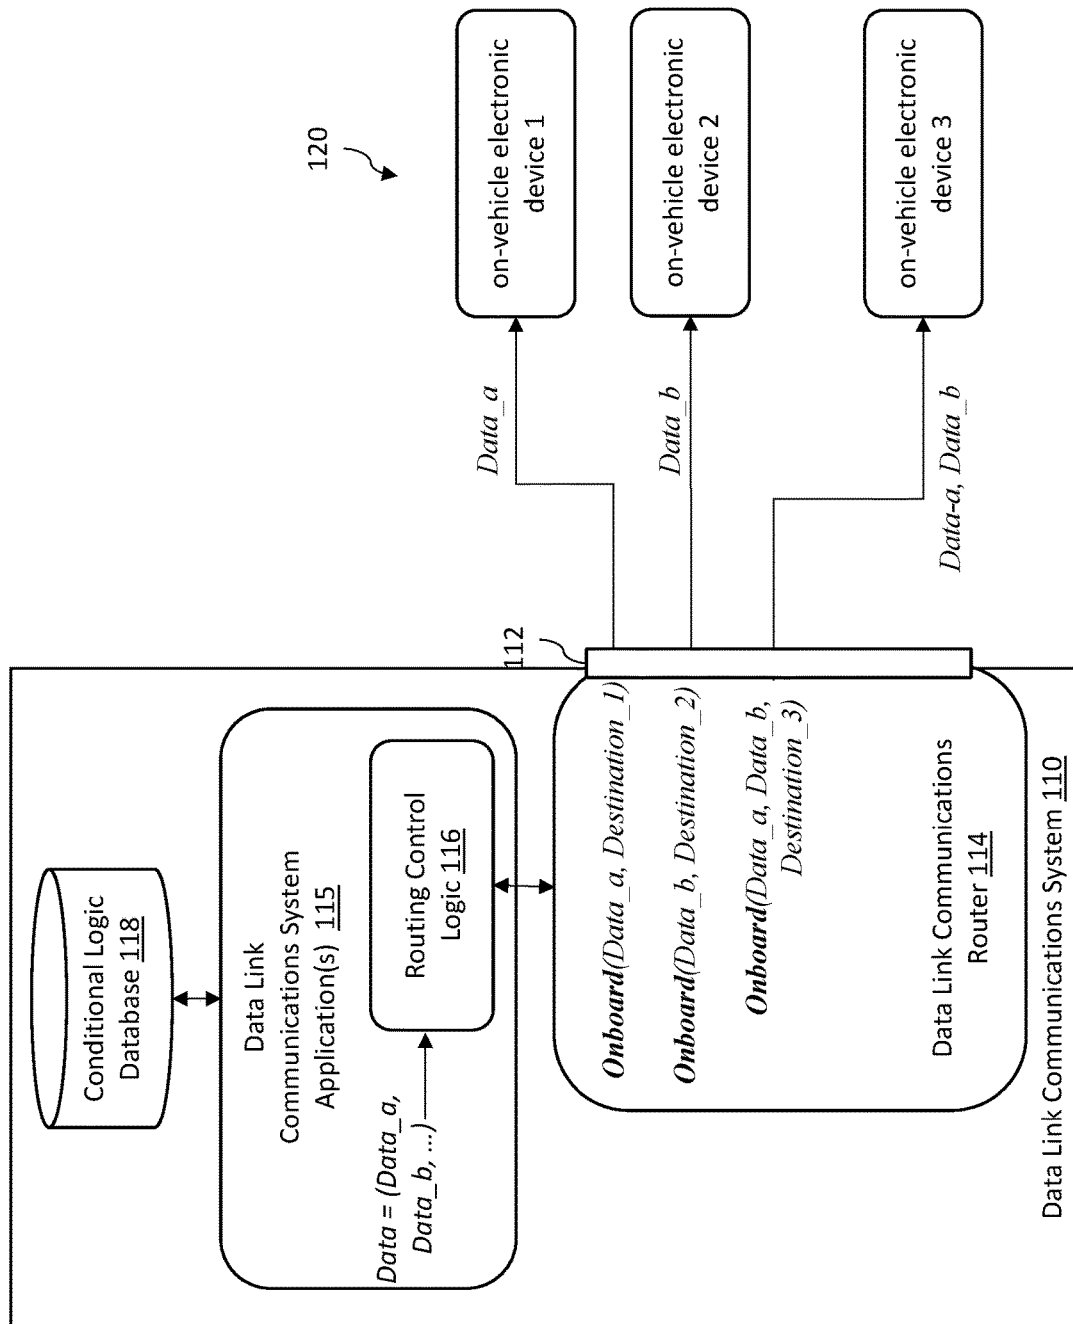 Conditional Logic
Database 118
Data Link
Communications System
Application(s) 115
Data = (Data_a,
Data_b, ...)
Routing Control
Logic 116
112
Onboard(Data_a, Destination_1)
Onboard(Data_b, Destination_2)
Onboard(Data_a, Data_b,
Destination_3)
Data Link Communications
Router 114
Data Link Communications System 110
120
Data_a
Data_b
Data-a, Data_b
on-vehicle electronic
device 1
on-vehicle electronic
device 2
on-vehicle electronic
device 3